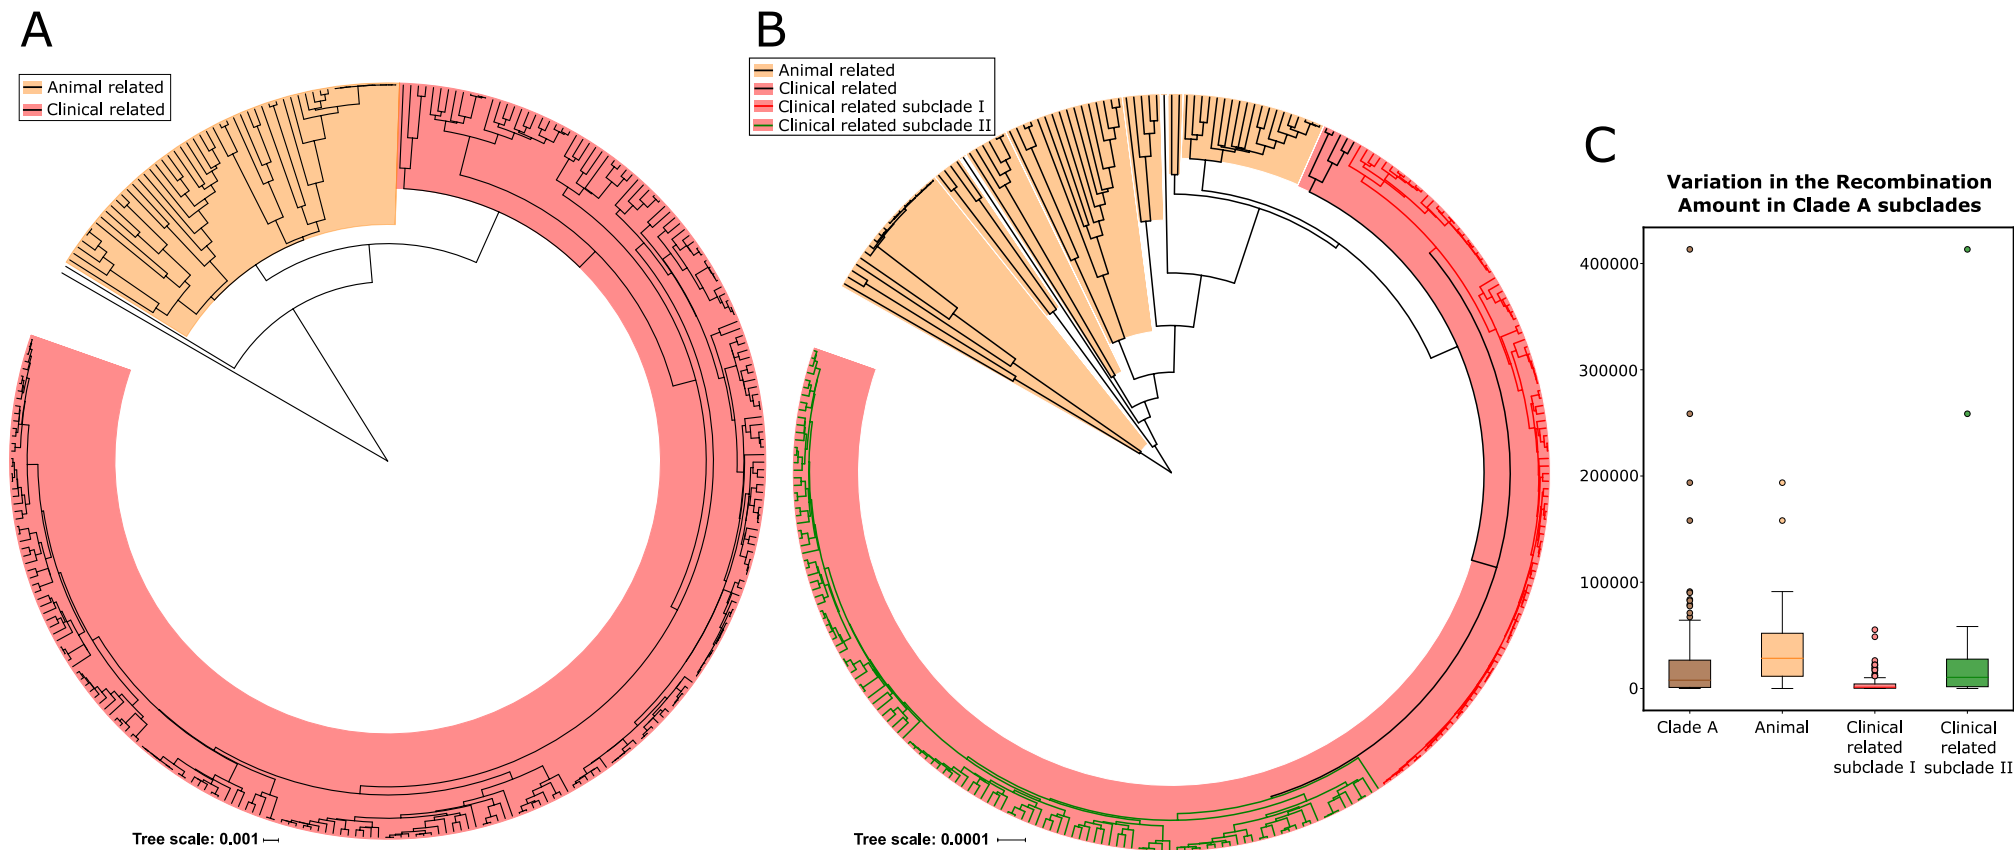 A
Animal related
Clinical related
Tree scale: 0.001
B
Animal related
Clinical related
Clinical related subclade I
Clinical related subclade II
Tree scale: 0.0001
C
Variation in the Recombination
Amount in Clade A subclades
400000
300000
200000
100000
0
Clade A
Animal
Clinical
related
subclade I
Clinical
related
subclade II